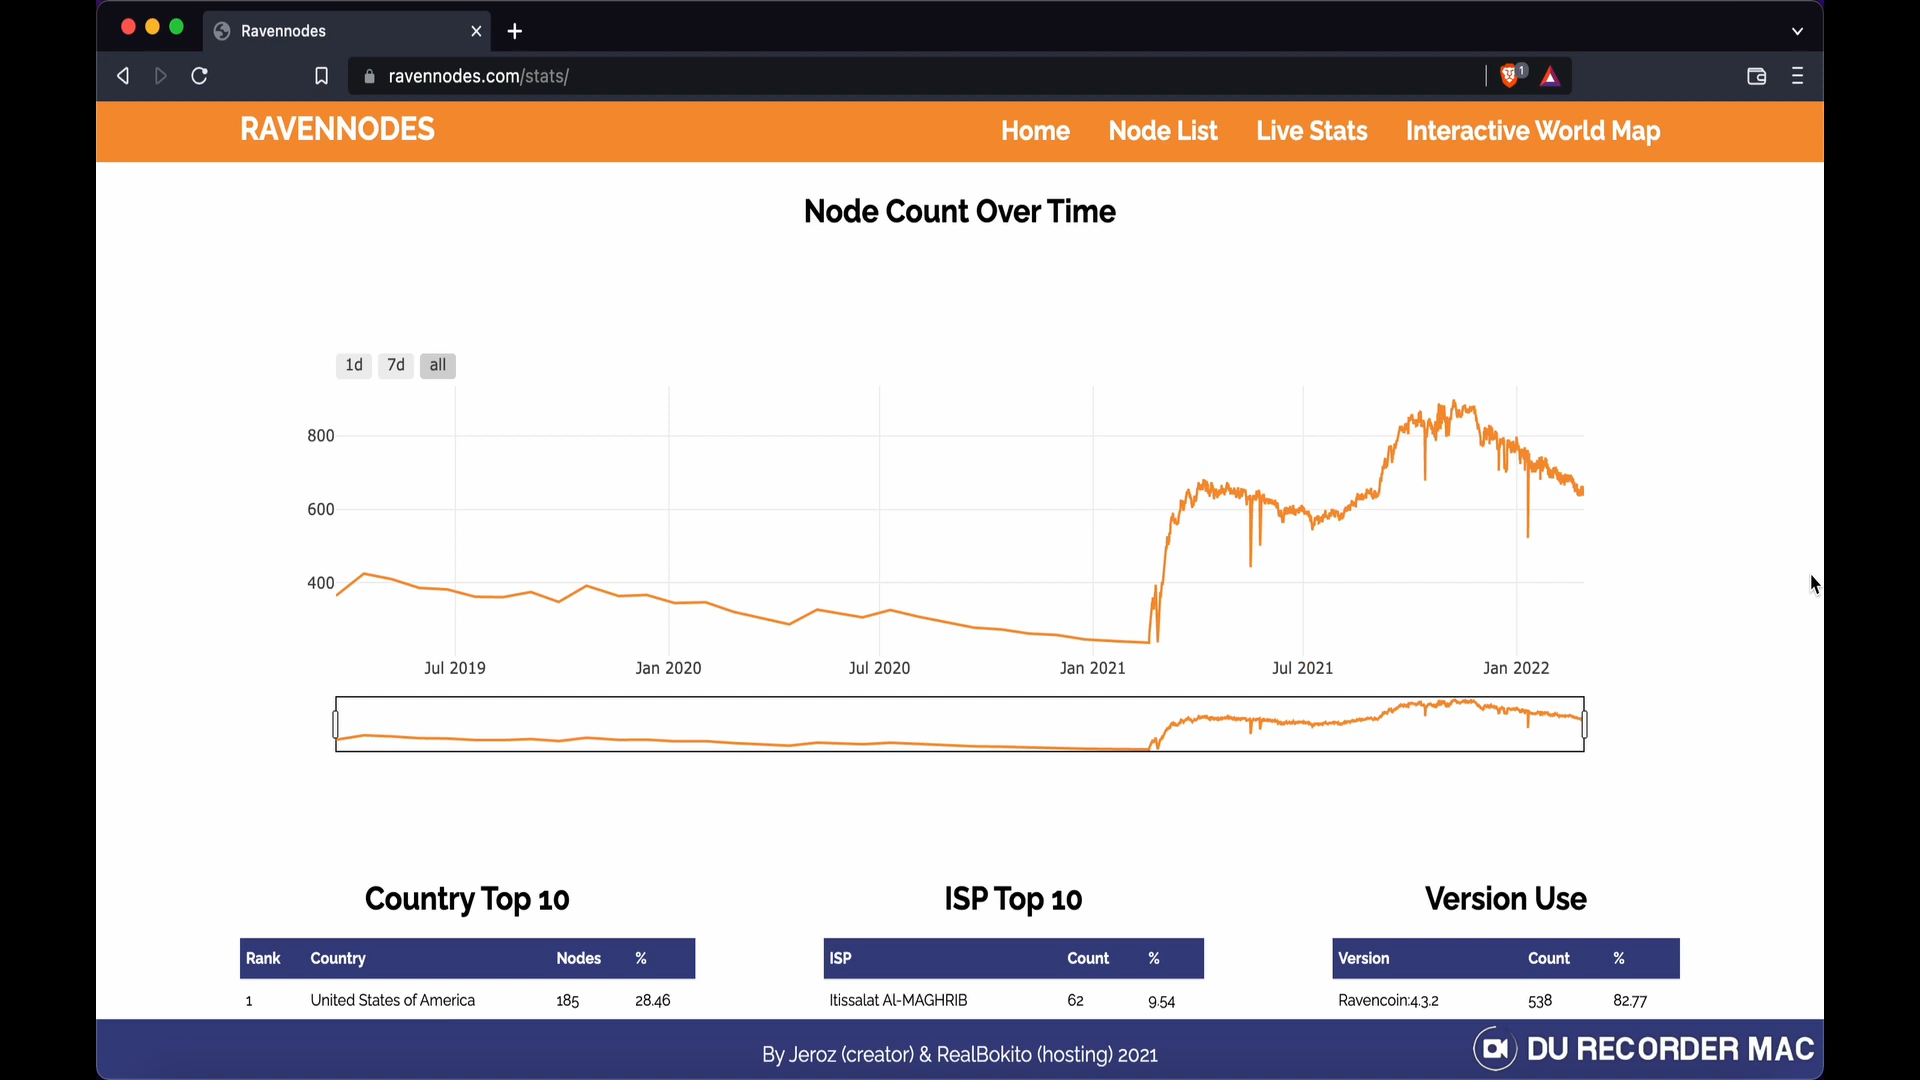 Ravennodes
ravennodes.com/stats/
1
RAVENNODES
Home Node List Live Stats Interactive World Map
Node Count Over Time
1d 7d all
800
600
400
Jul 2019 Jan 2020 Jul 2020 Jan 2021 Jul 2021 Jan 2022
Country Top 10 ISP Top 10 Version Use
Rank Country Nodes % ISP Count % Version Count %
1 United States of America 185 28.46 Itissalat Al-MAGHRIB 62 9.54 Ravencoin:4.3.2 538 82.77
By Jeroz (creator) & RealBokito (hosting) 2021
DU RECORDER MAC